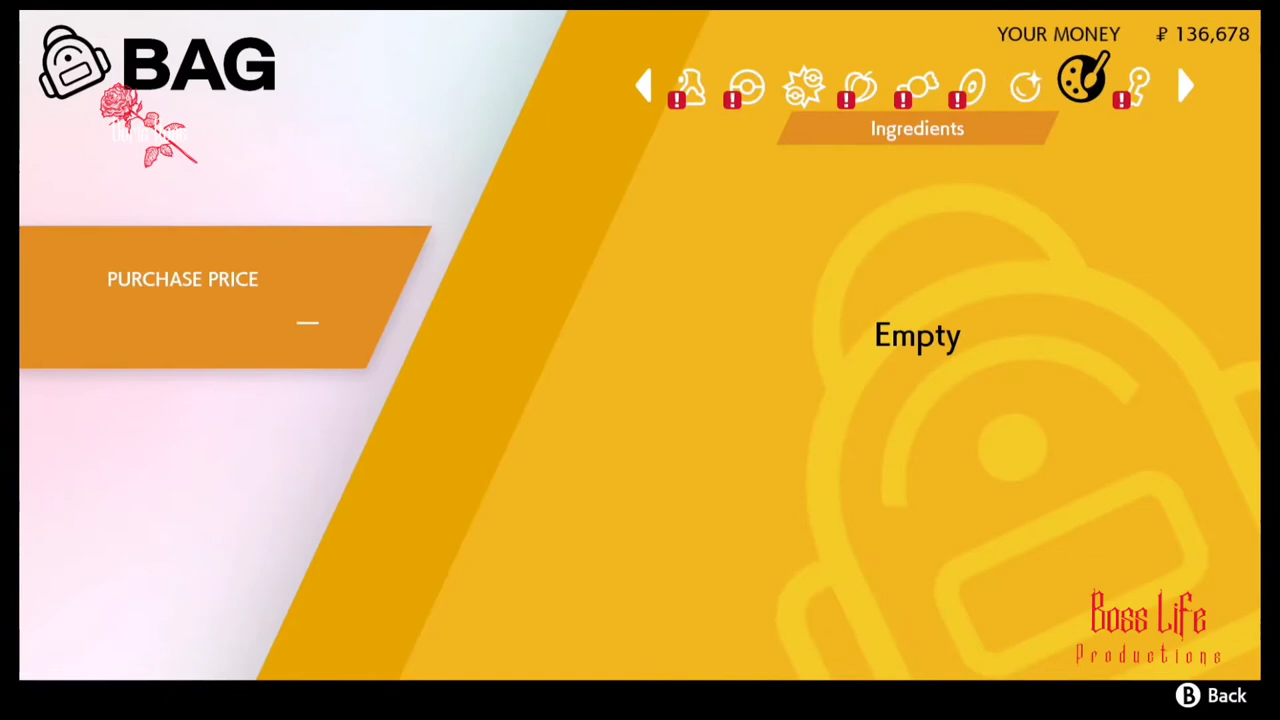 BAG
YOUR MONEY ₽ 136,678
Ingredients
PURCHASE PRICE
—
Empty
Boss Life
Productions
B Back